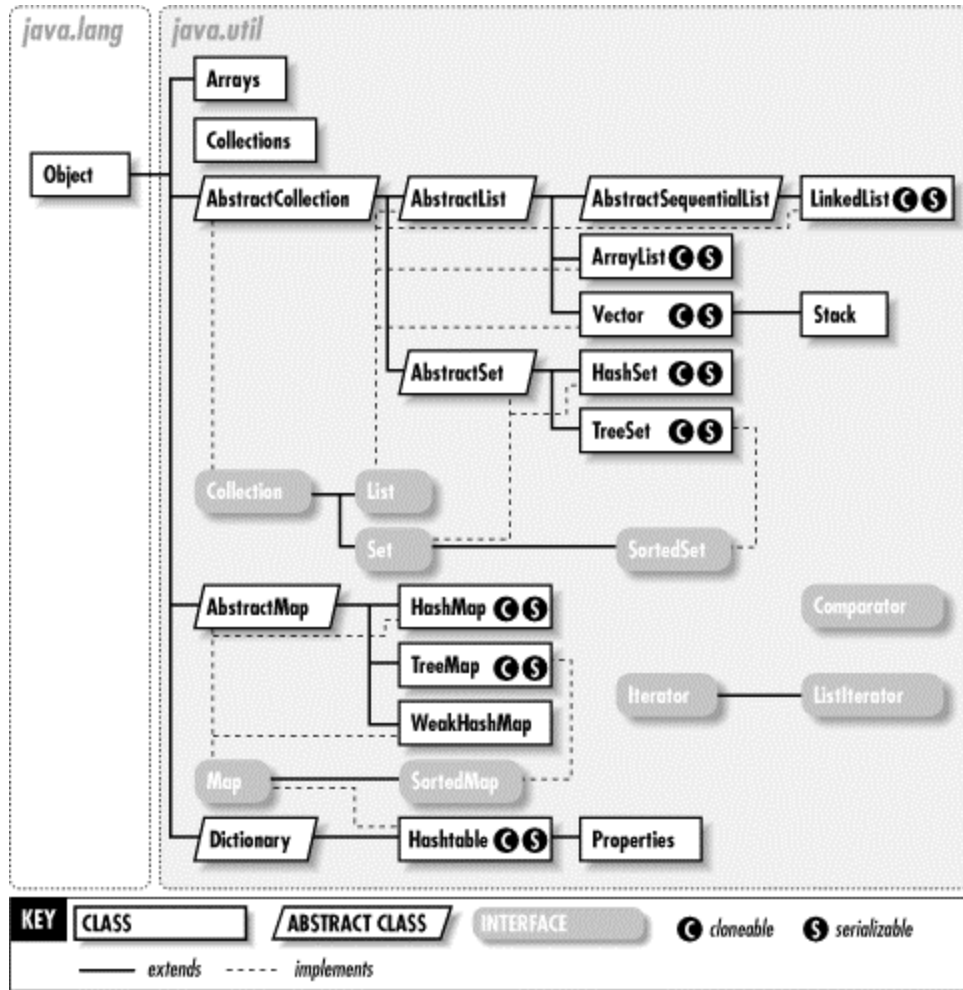 java.lang
java.util
Arrays
Collections
Object
AbstractCollection AbstractList AbstractSequentialList LinkedList C S
ArrayList C S
Vector C S Stack
AbstractSet HashSet C S
TreeSet C S
Collection List
Set SortedSet
AbstractMap HashMap C S Comparator
TreeMap C S
Iterator ListIterator
WeakHashMap
Map SortedMap
Dictionary Hashtable C S Properties
KEY CLASS ABSTRACT CLASS INTERFACE C cloneable S serializable
extends implements